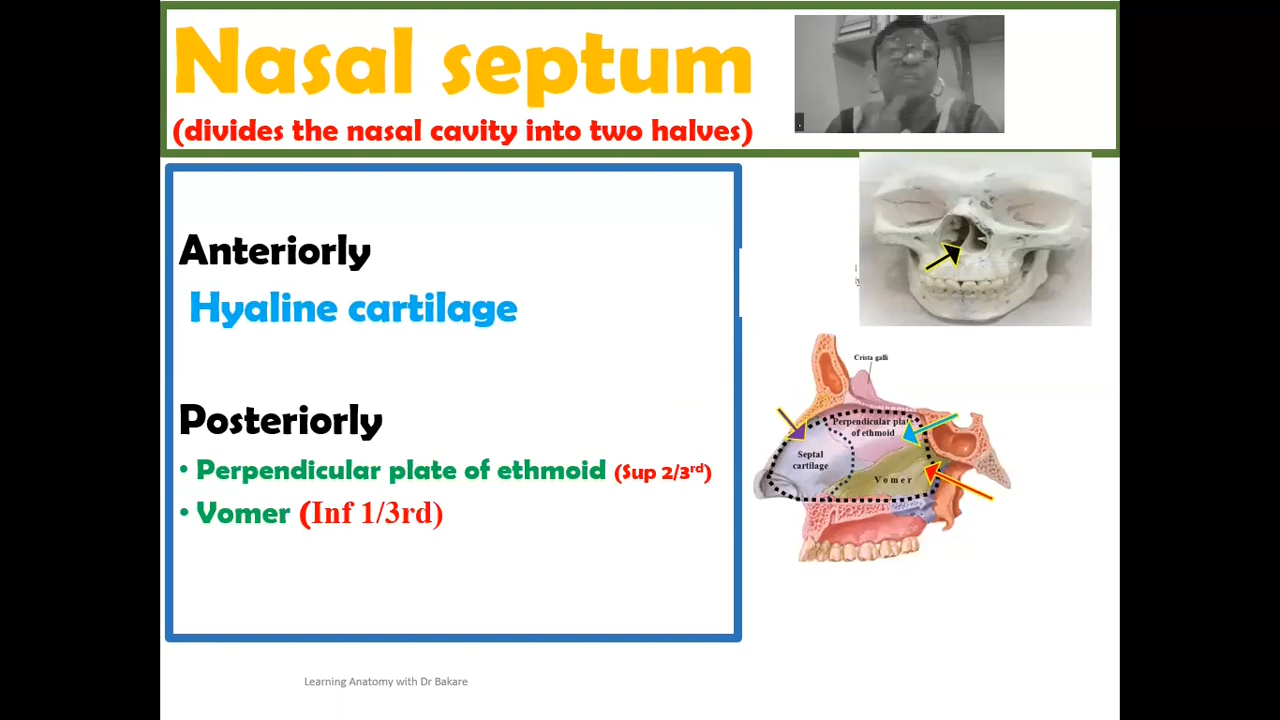 Nasal septum
(divides the nasal cavity into two halves)
Anteriorly
Hyaline cartilage
Posteriorly
• Perpendicular plate of ethmoid (Sup 2/3rd)
• Vomer (Inf 1/3rd)
Crista galli
Perpendicular plate
of ethmoid
Septal
cartilage
Vomer
Learning Anatomy with Dr Bakare